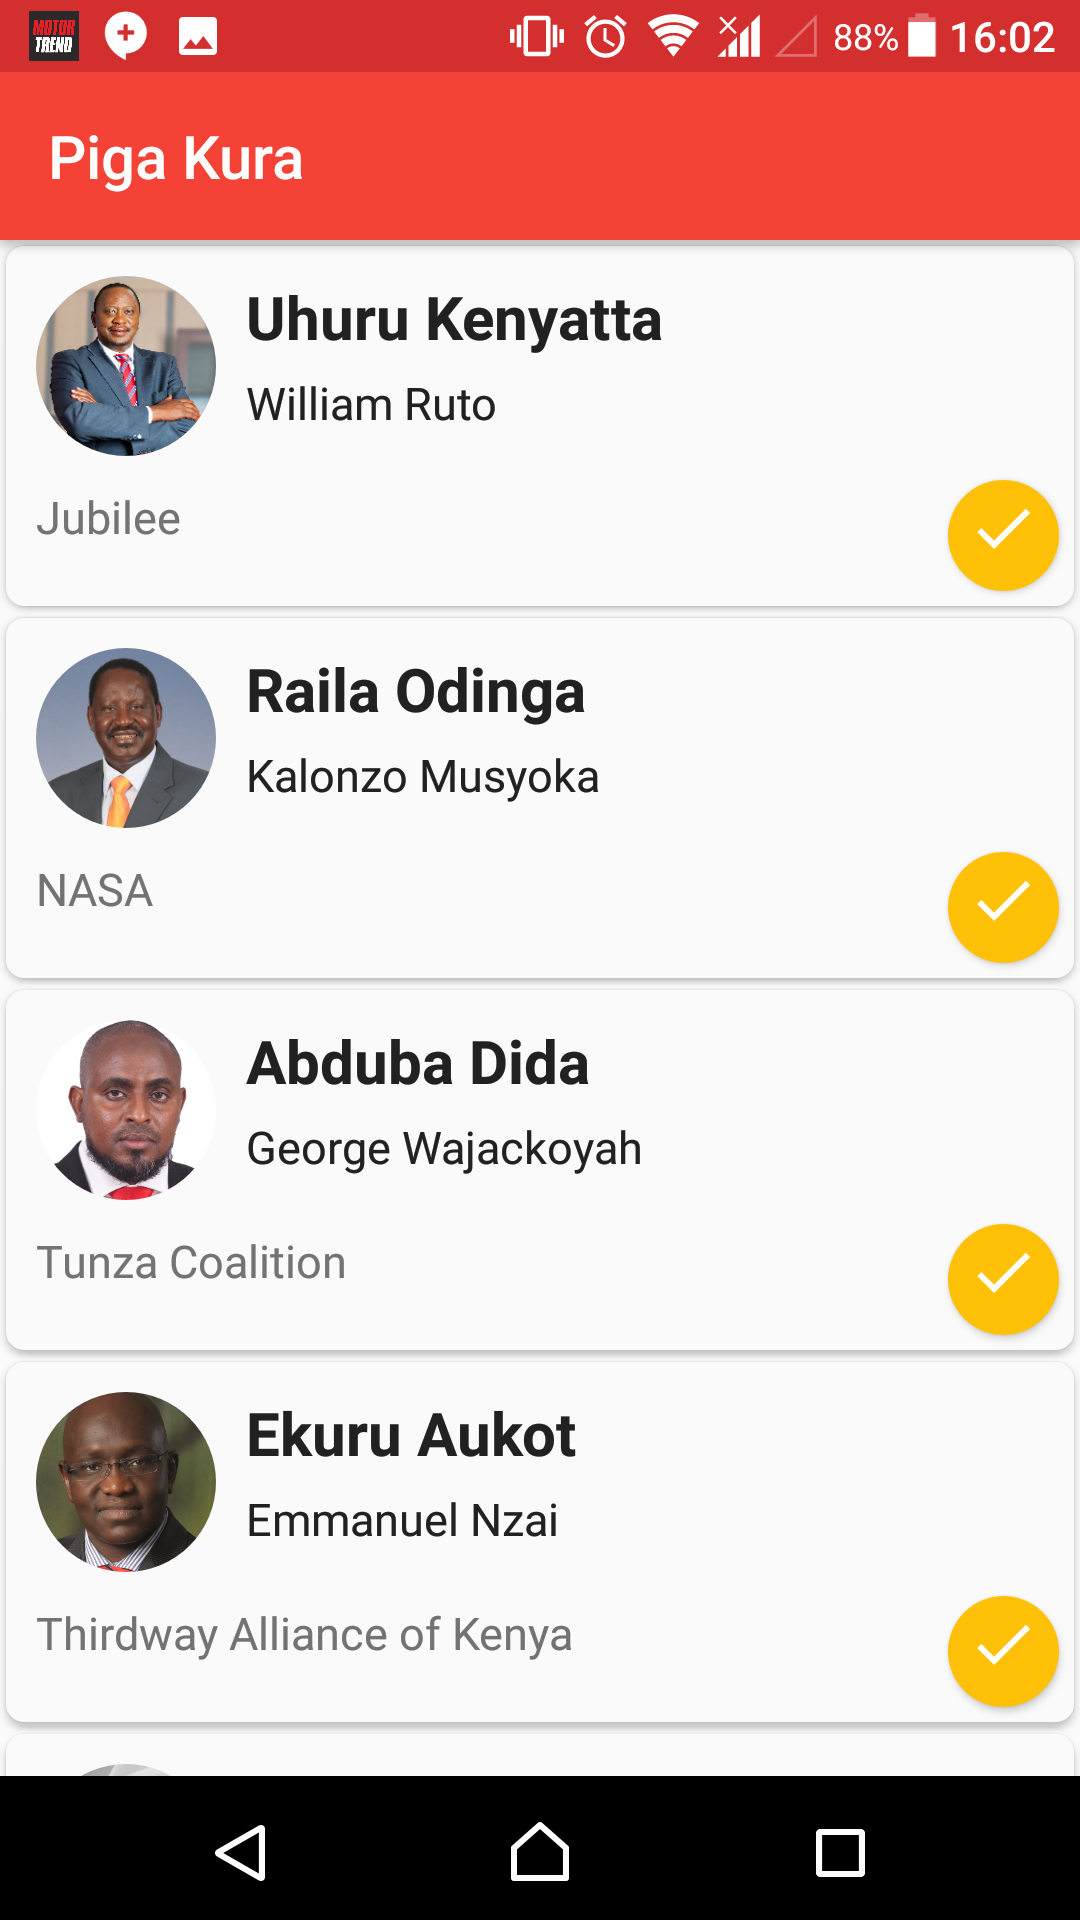 MOTOR
TREND
88%
16:02
Piga Kura
Uhuru Kenyatta
William Ruto
Jubilee
Raila Odinga
Kalonzo Musyoka
NASA
Abduba Dida
George Wajackoyah
Tunza Coalition
Ekuru Aukot
Emmanuel Nzai
Thirdway Alliance of Kenya